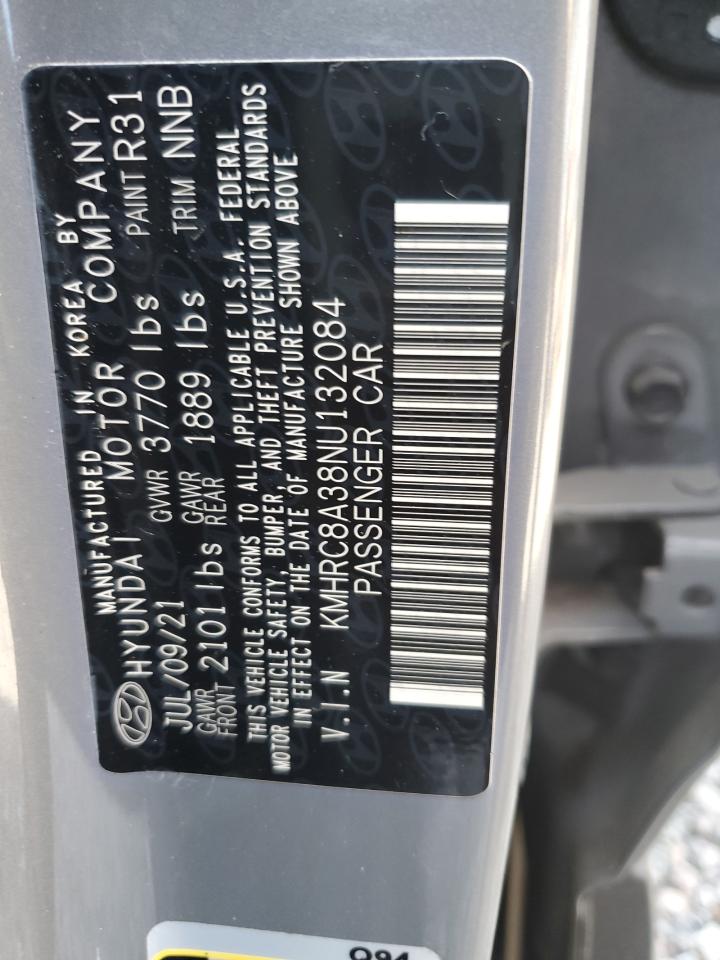 MANUFACTURED IN KOREA BY
HYUNDAI MOTOR COMPANY
JUL/09/21 GVWR 3770 lbs PAINT R31
GAWR FRONT 2101 lbs GAWR REAR 1889 lbs TRIM NNB
THIS VEHICLE CONFORMS TO ALL APPLICABLE U.S.A. FEDERAL
MOTOR VEHICLE SAFETY, BUMPER, AND THEFT PREVENTION STANDARDS
IN EFFECT ON THE DATE OF MANUFACTURE SHOWN ABOVE
V.I.N KMHRC8A38NU132084
PASSENGER CAR